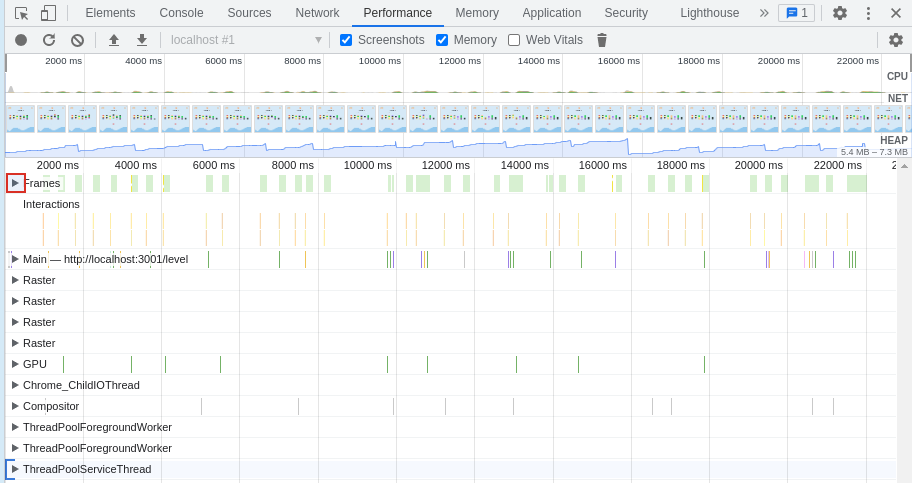 Elements Console Sources Network Performance Memory Application Security Lighthouse 1
localhost #1 Screenshots Memory Web Vitals
2000 ms 4000 ms 6000 ms 8000 ms 10000 ms 12000 ms 14000 ms 16000 ms 18000 ms 20000 ms 22000 ms
CPU
NET
HEAP
5.4 MB – 7.3 MB
2000 ms 4000 ms 6000 ms 8000 ms 10000 ms 12000 ms 14000 ms 16000 ms 18000 ms 20000 ms 22000 ms
Frames
Interactions
Main — http://localhost:3001/level
Raster
Raster
Raster
Raster
GPU
Chrome_ChildIOThread
Compositor
ThreadPoolForegroundWorker
ThreadPoolForegroundWorker
ThreadPoolServiceThread